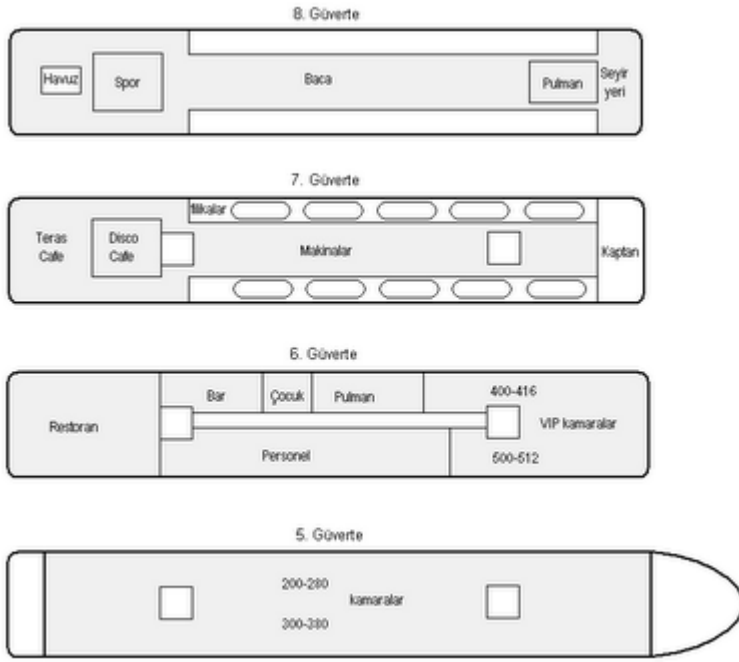 8. Güverte
Havuz
Spor
Baca
Pulman
Seyir
yeri
7. Güverte
filikalar
Teras
Cafe
Disco
Cafe
Makinalar
Kaptan
6. Güverte
Restoran
Bar
Çocuk
Pulman
400-416
VIP kamaralar
Personel
500-512
5. Güverte
200-280
kamaralar
300-380